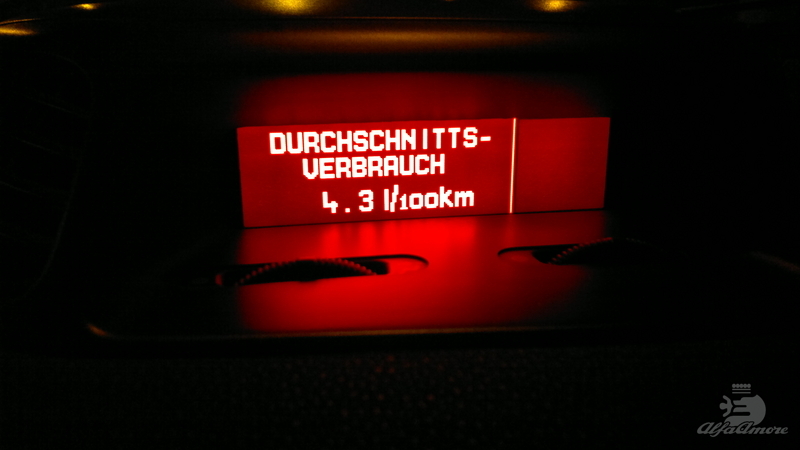 DURCHSCHNITTS-
VERBRAUCH
4.3 l/100km
AlfaAmore